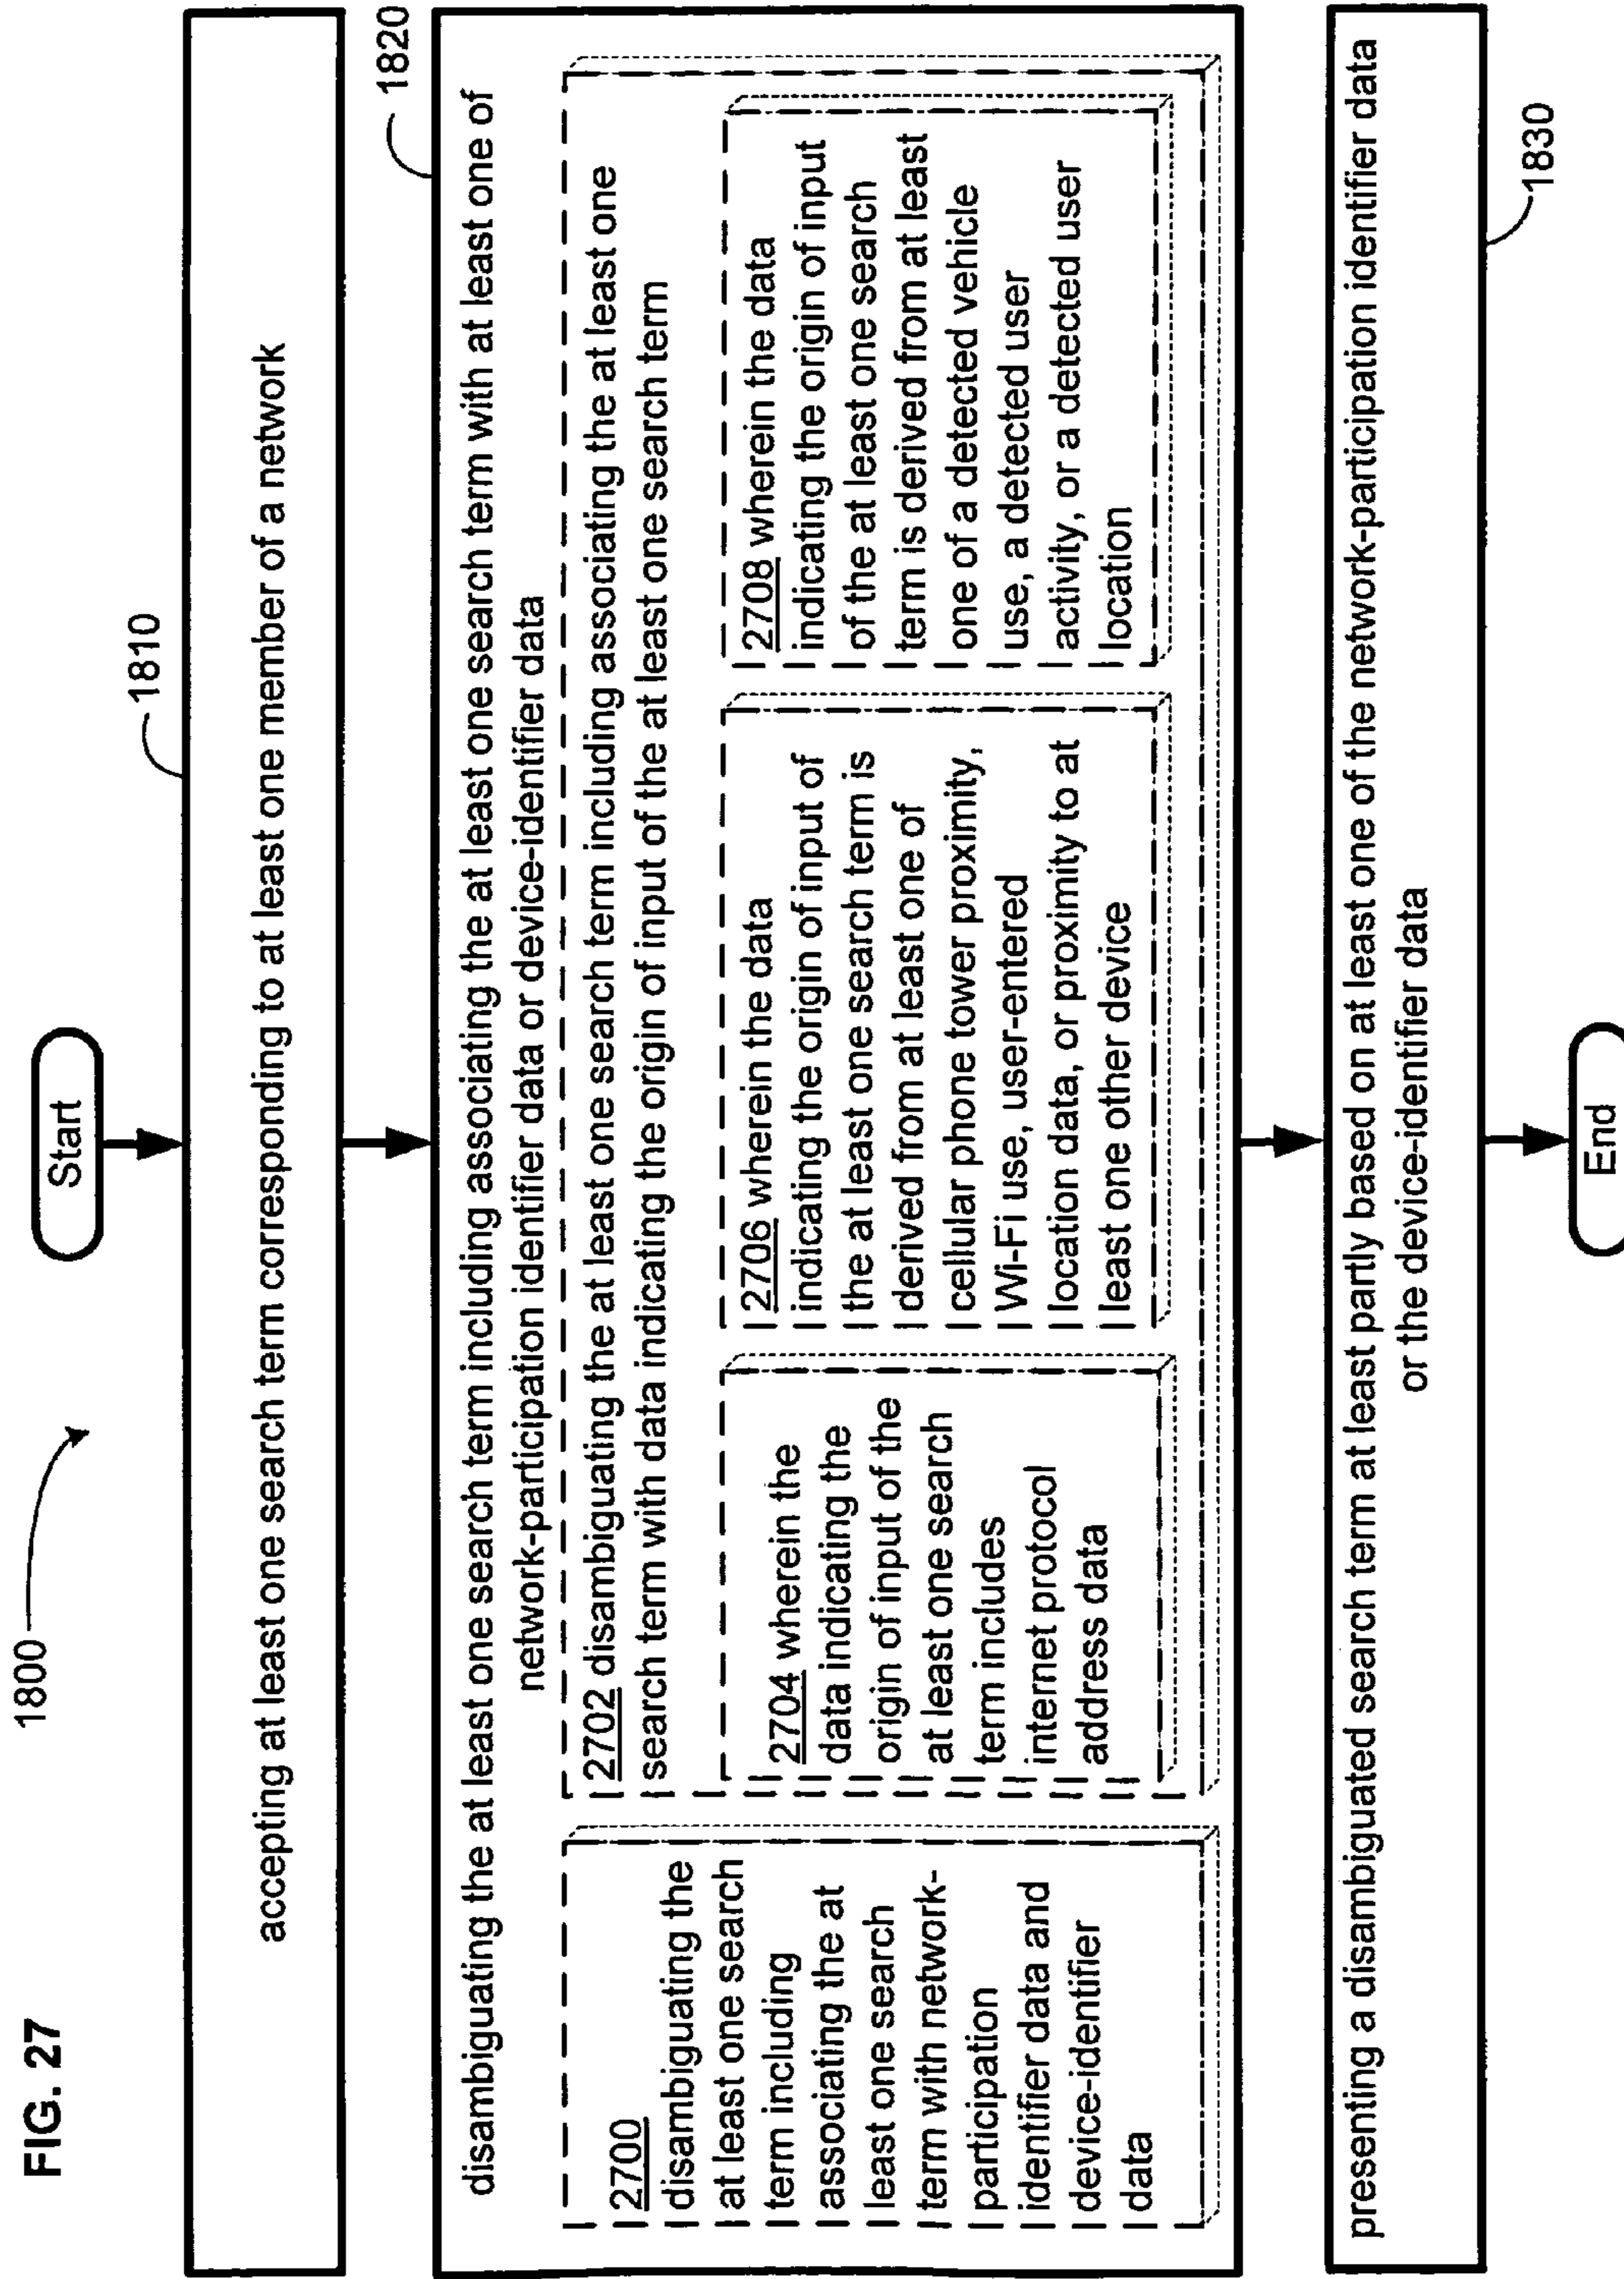 FIG. 27
1800
Start
1810
accepting at least one search term corresponding to at least one member of a network
1820
disambiguating the at least one search term including associating the at least one search term with at least one of
network-participation identifier data or device-identifier data
2700
disambiguating the
at least one search
term including
associating the at
least one search
term with network-
participation
identifier data and
device-identifier
data
2702 disambiguating the at least one search term including associating the at least one
search term with data indicating the origin of input of the at least one search term
2704 wherein the
data indicating the
origin of input of the
at least one search
term includes
internet protocol
address data
2706 wherein the data
indicating the origin of input of
the at least one search term is
derived from at least one of
cellular phone tower proximity,
Wi-Fi use, user-entered
location data, or proximity to at
least one other device
2708 wherein the data
indicating the origin of input
of the at least one search
term is derived from at least
one of a detected vehicle
use, a detected user
activity, or a detected user
location
presenting a disambiguated search term at least partly based on at least one of the network-participation identifier data
or the device-identifier data
1830
End